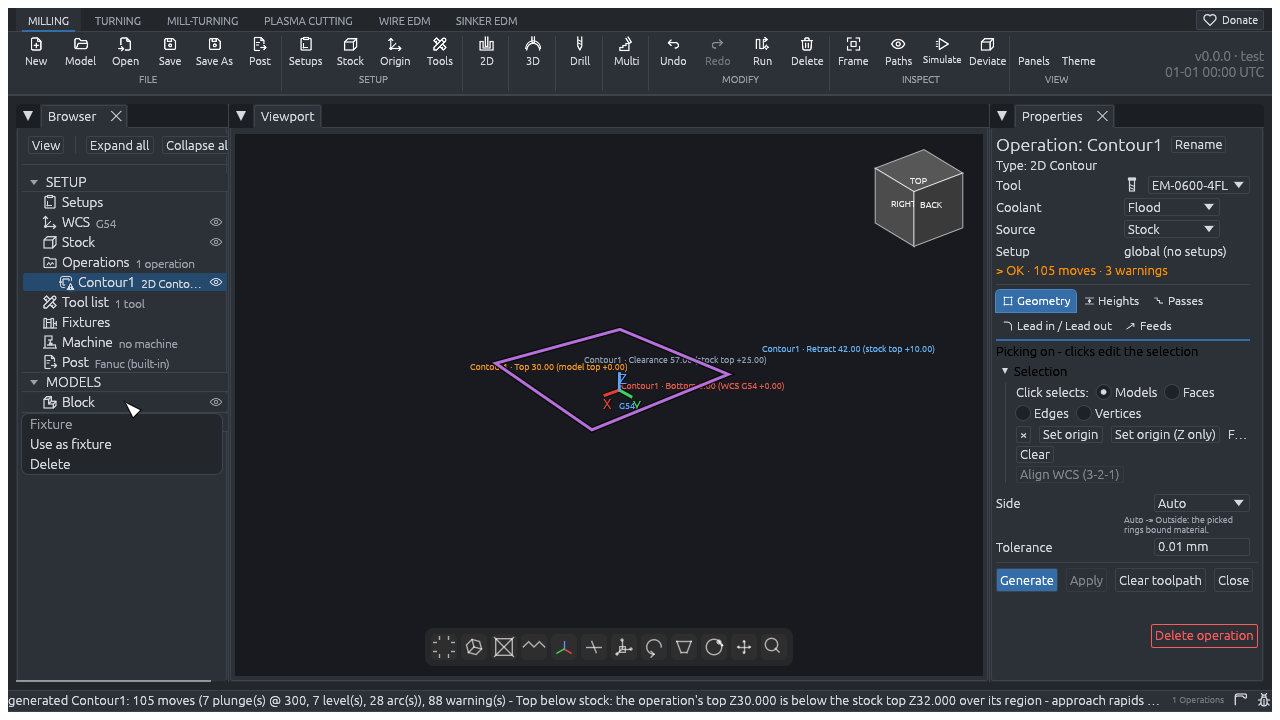 MILLING TURNING MILL-TURNING PLASMA CUTTING WIRE EDM SINKER EDM Donate
New Model Open Save Save As Post Setups Stock Origin Tools 2D 3D Drill Multi Undo Redo Run Delete Frame Paths Simulate Deviate Panels Theme
FILE SETUP MODIFY INSPECT VIEW
v0.0.0 · test
01-01 00:00 UTC
Browser
View Expand all Collapse al
SETUP
Setups
WCS G54
Stock
Operations 1 operation
Contour1 2D Conto...
Tool list 1 tool
Fixtures
Machine no machine
Post Fanuc (built-in)
MODELS
Block
Fixture
Use as fixture
Delete
Viewport
TOP
RIGHT BACK
Contour1 · Retract 42.00 (stock top +10.00)
Contour1 · Clearance 57.00 (stock top +25.00)
Contour1 · Top 30.00 (model top +0.00)
Contour1 · Bottom 0.00 (WCS G54 +0.00)
Z
X G54 Y
Properties
Operation: Contour1 Rename
Type: 2D Contour
Tool EM-0600-4FL
Coolant Flood
Source Stock
Setup global (no setups)
> OK · 105 moves · 3 warnings
Geometry Heights Passes
Lead in / Lead out Feeds
Picking on - clicks edit the selection
Selection
Click selects: Models Faces
Edges Vertices
× Set origin Set origin (Z only) F...
Clear
Align WCS (3-2-1)
Side Auto
Auto -> Outside: the picked
rings bound material.
Tolerance 0.01 mm
Generate Apply Clear toolpath Close
Delete operation
generated Contour1: 105 moves (7 plunge(s) @ 300, 7 level(s), 28 arc(s)), 88 warning(s) - Top below stock: the operation's top Z30.000 is below the stock top Z32.000 over its region - approach rapids ... 1 Operations